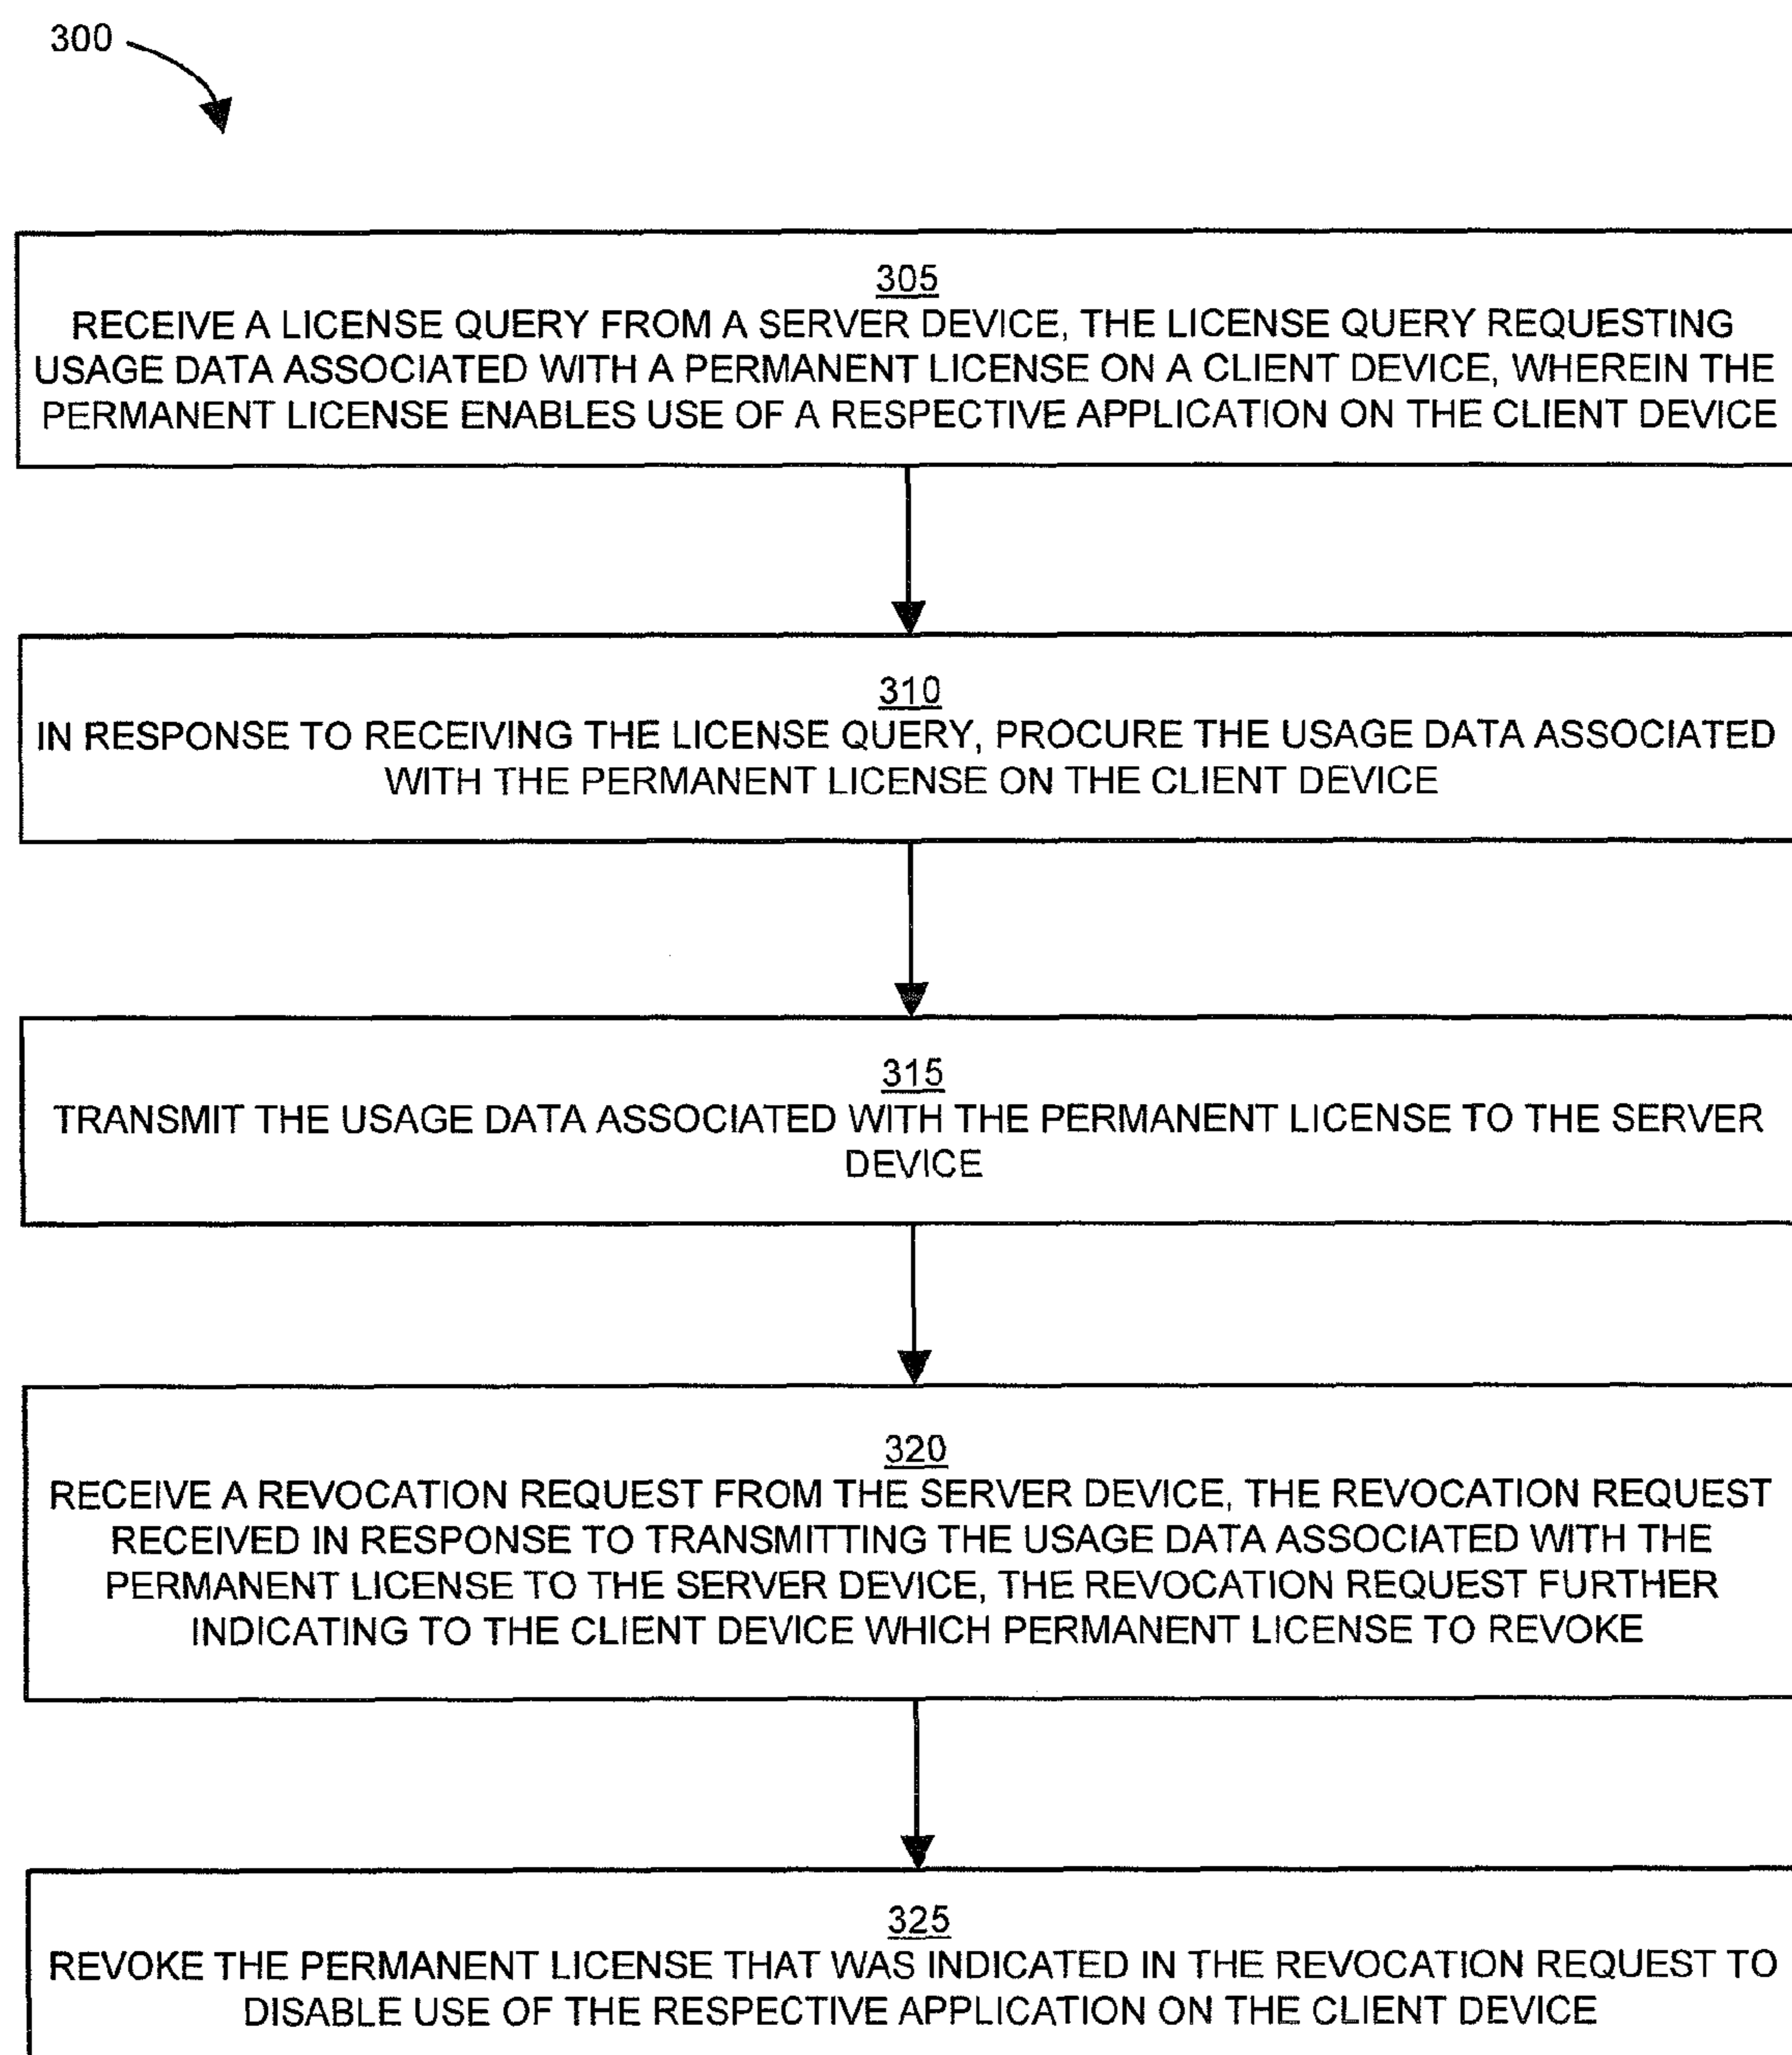 300
305
RECEIVE A LICENSE QUERY FROM A SERVER DEVICE, THE LICENSE QUERY REQUESTING
USAGE DATA ASSOCIATED WITH A PERMANENT LICENSE ON A CLIENT DEVICE, WHEREIN THE
PERMANENT LICENSE ENABLES USE OF A RESPECTIVE APPLICATION ON THE CLIENT DEVICE
310
IN RESPONSE TO RECEIVING THE LICENSE QUERY, PROCURE THE USAGE DATA ASSOCIATED
WITH THE PERMANENT LICENSE ON THE CLIENT DEVICE
315
TRANSMIT THE USAGE DATA ASSOCIATED WITH THE PERMANENT LICENSE TO THE SERVER
DEVICE
320
RECEIVE A REVOCATION REQUEST FROM THE SERVER DEVICE, THE REVOCATION REQUEST
RECEIVED IN RESPONSE TO TRANSMITTING THE USAGE DATA ASSOCIATED WITH THE
PERMANENT LICENSE TO THE SERVER DEVICE, THE REVOCATION REQUEST FURTHER
INDICATING TO THE CLIENT DEVICE WHICH PERMANENT LICENSE TO REVOKE
325
REVOKE THE PERMANENT LICENSE THAT WAS INDICATED IN THE REVOCATION REQUEST TO
DISABLE USE OF THE RESPECTIVE APPLICATION ON THE CLIENT DEVICE